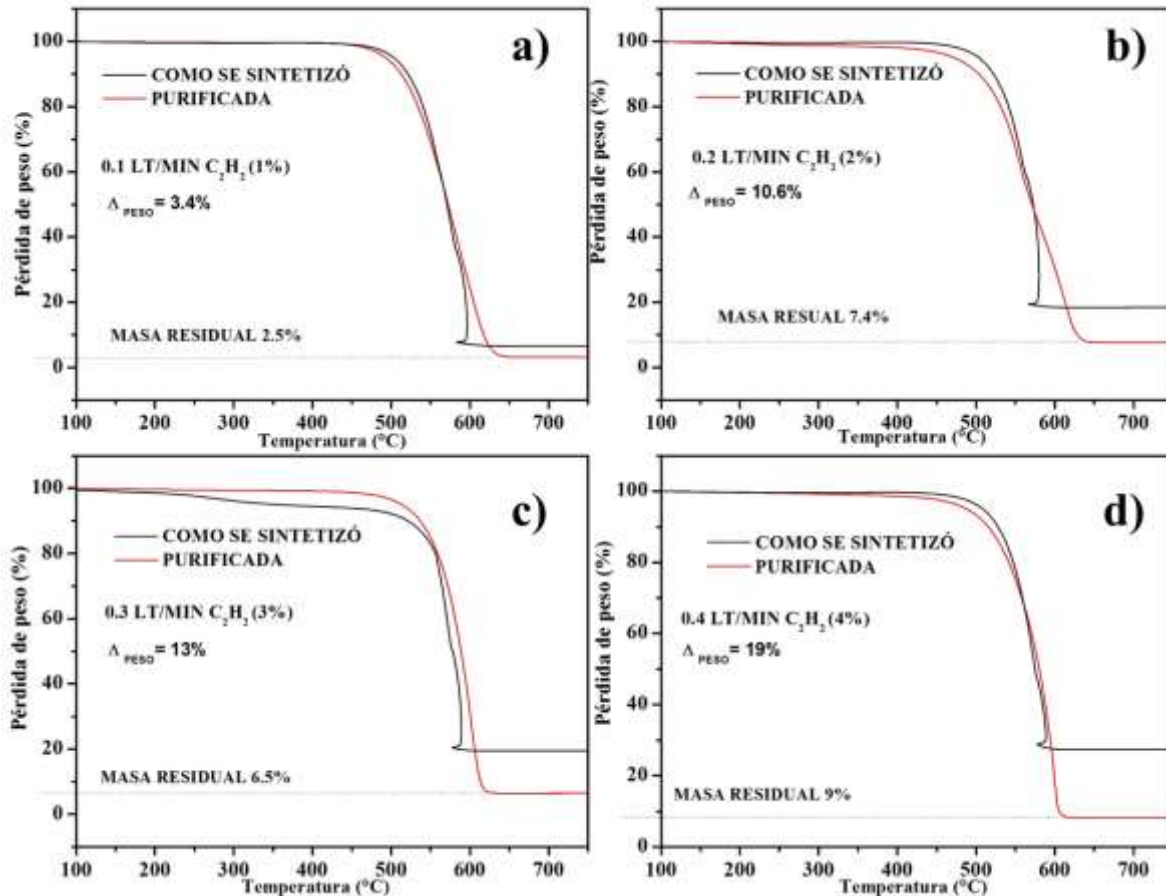 a)
COMO SE SINTETIZÓ
PURIFICADA
0.1 LT/MIN C2H2 (1%)
Δ PESO = 3.4%
MASA RESIDUAL 2.5%
Pérdida de peso (%)
100
80
60
40
20
0
100 200 300 400 500 600 700
Temperatura (°C)
b)
COMO SE SINTETIZÓ
PURIFICADA
0.2 LT/MIN C2H2 (2%)
Δ PESO = 10.6%
MASA RESUAL 7.4%
Pérdida de peso (%)
100
80
60
40
20
0
100 200 300 400 500 600 700
Temperatura (°C)
c)
COMO SE SINTETIZÓ
PURIFICADA
0.3 LT/MIN C2H2 (3%)
Δ PESO = 13%
MASA RESIDUAL 6.5%
Pérdida de peso (%)
100
80
60
40
20
0
100 200 300 400 500 600 700
Temperatura (°C)
d)
COMO SE SINTETIZÓ
PURIFICADA
0.4 LT/MIN C2H2 (4%)
Δ PESO = 19%
MASA RESIDUAL 9%
Pérdida de peso (%)
100
80
60
40
20
0
100 200 300 400 500 600 700
Temperatura (°C)